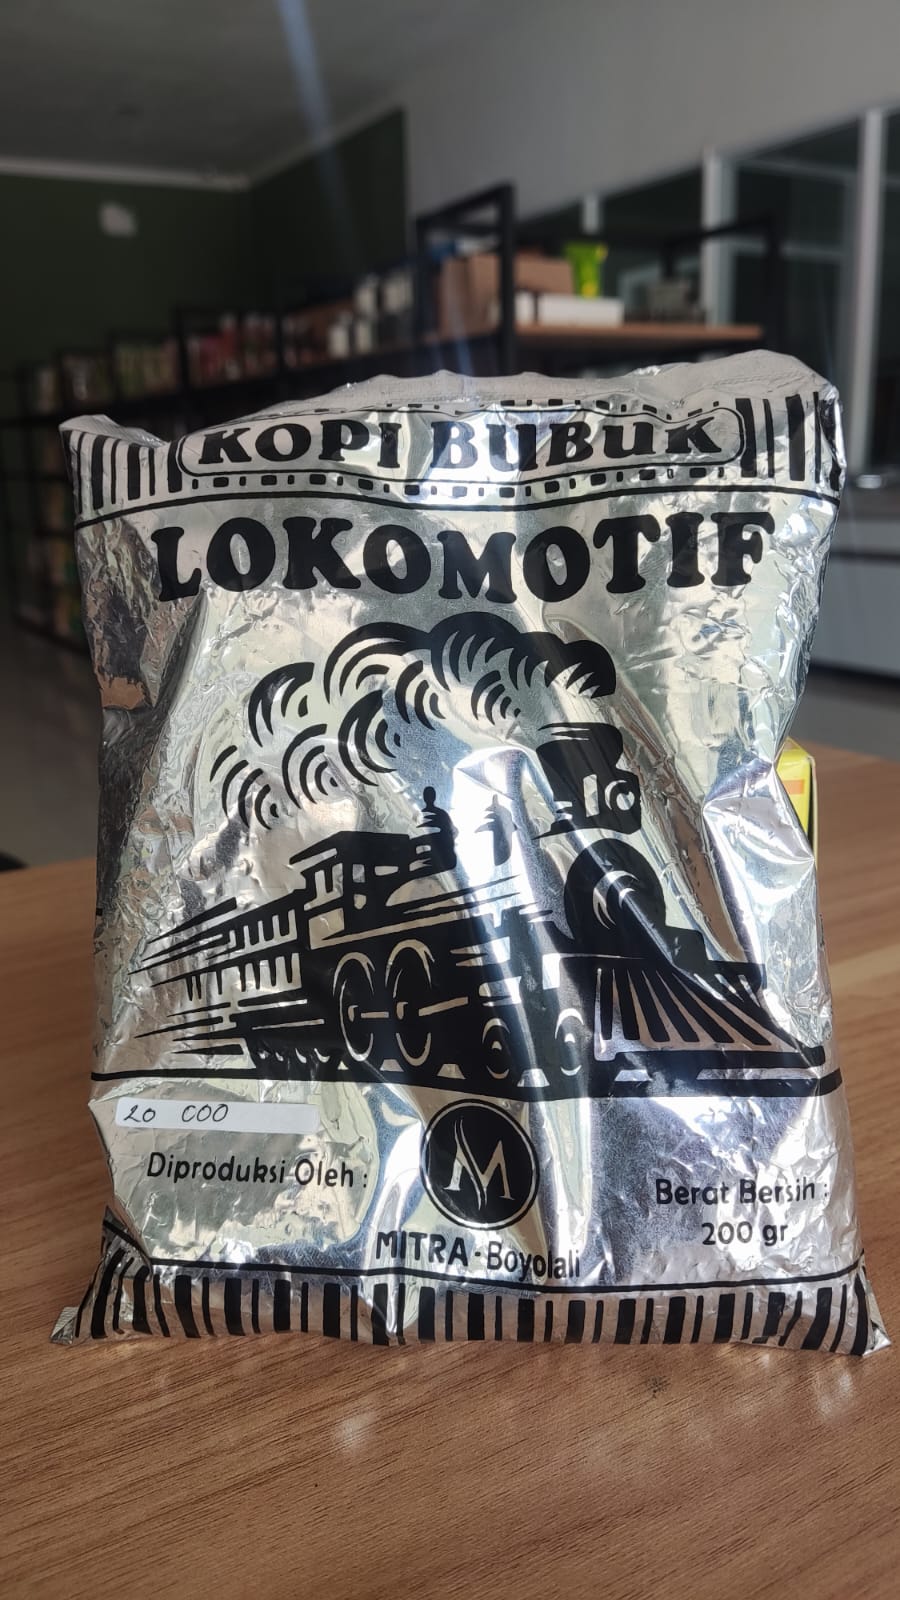 KOPI BUBUK
LOKOMOTIF
20 000
Diproduksi Oleh :
M
MITRA - Boyolali
Berat Bersih :
200 gr